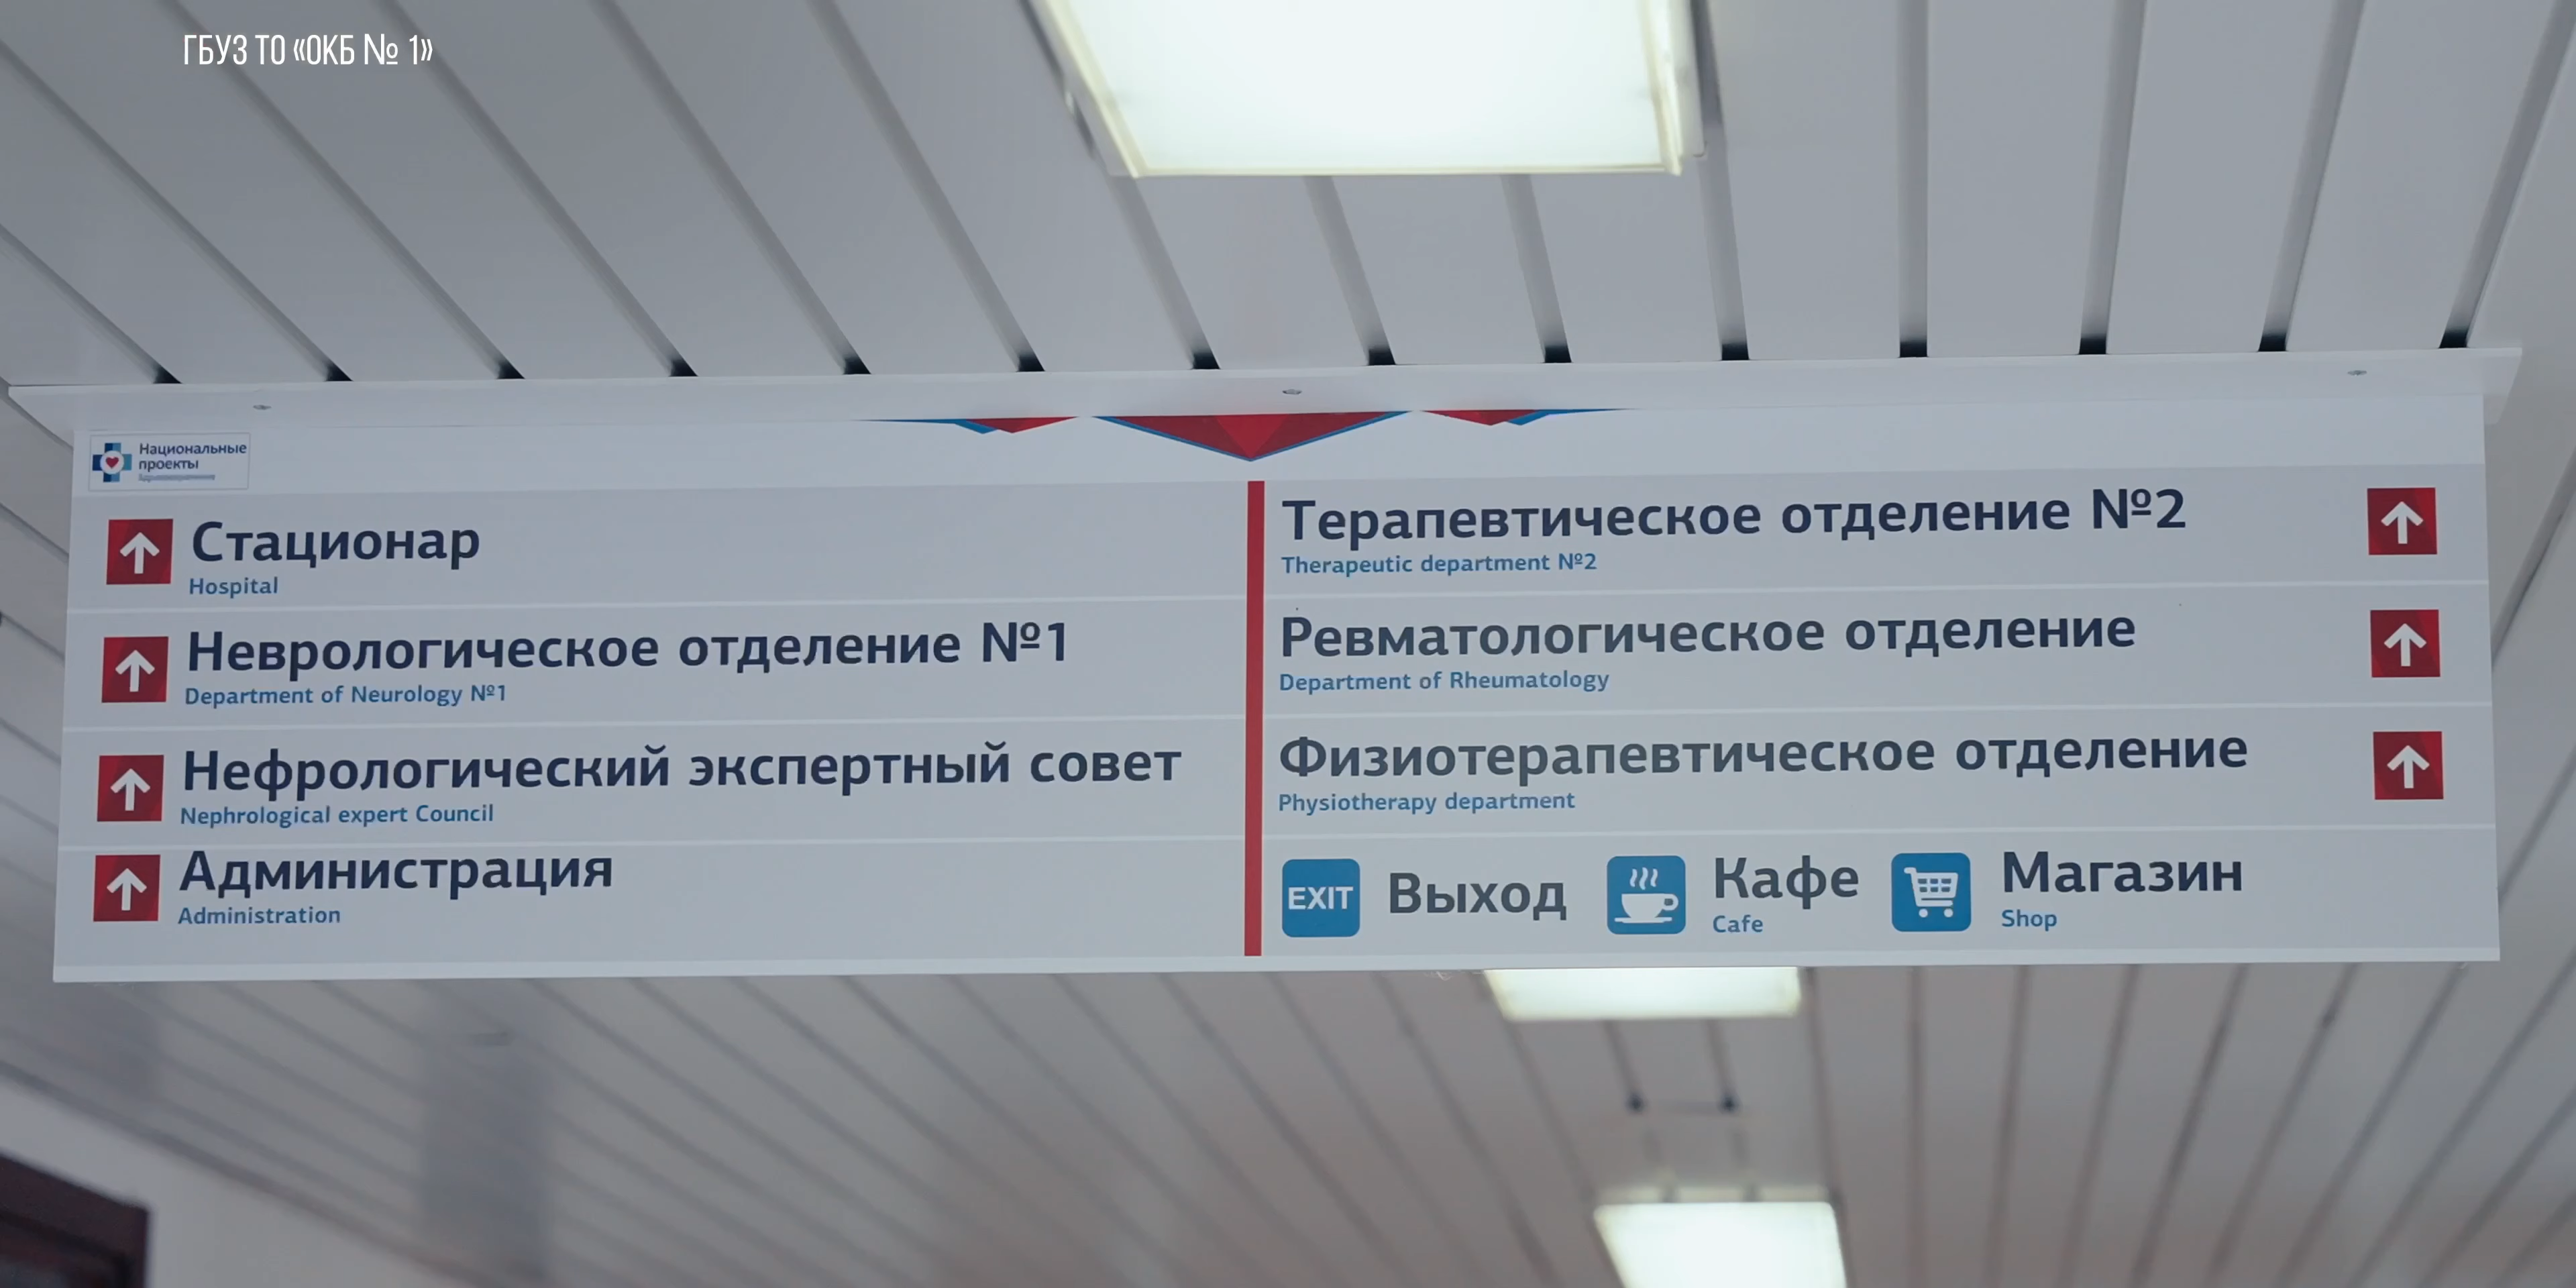 ГБУЗ ТО «ОКБ № 1»
Национальные
проекты
Стационар
Hospital
Неврологическое отделение №1
Department of Neurology №1
Нефрологический экспертный совет
Nephrological expert Council
Администрация
Administration
Терапевтическое отделение №2
Therapeutic department №2
Ревматологическое отделение
Department of Rheumatology
Физиотерапевтическое отделение
Physiotherapy department
EXIT Выход
Кафе
Cafe
Магазин
Shop